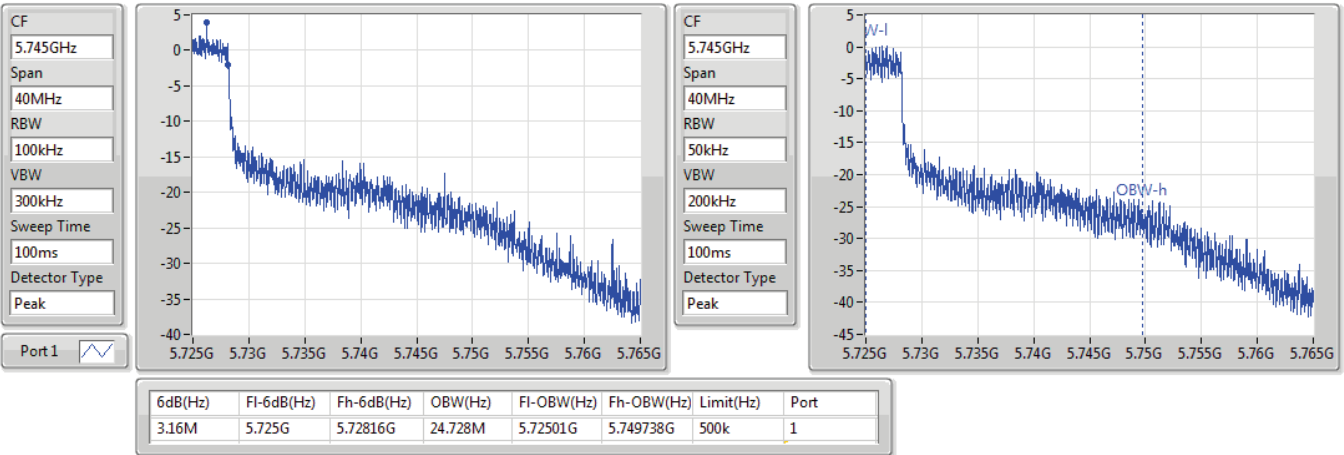 CF
5.745GHz
Span
40MHz
RBW
100kHz
VBW
300kHz
Sweep Time
100ms
Detector Type
Peak
Port 1
5
0
-5
-10
-15
-20
-25
-30
-35
-40
5.725G 5.73G 5.735G 5.74G 5.745G 5.75G 5.755G 5.76G 5.765G
CF
5.745GHz
Span
40MHz
RBW
50kHz
VBW
200kHz
Sweep Time
100ms
Detector Type
Peak
5
0
-5
-10
-15
-20
-25
-30
-35
-40
-45
W-l
OBW-h
5.725G 5.73G 5.735G 5.74G 5.745G 5.75G 5.755G 5.76G 5.765G
6dB(Hz) Fl-6dB(Hz) Fh-6dB(Hz) OBW(Hz) Fl-OBW(Hz) Fh-OBW(Hz) Limit(Hz) Port
3.16M 5.725G 5.72816G 24.728M 5.72501G 5.749738G 500k 1